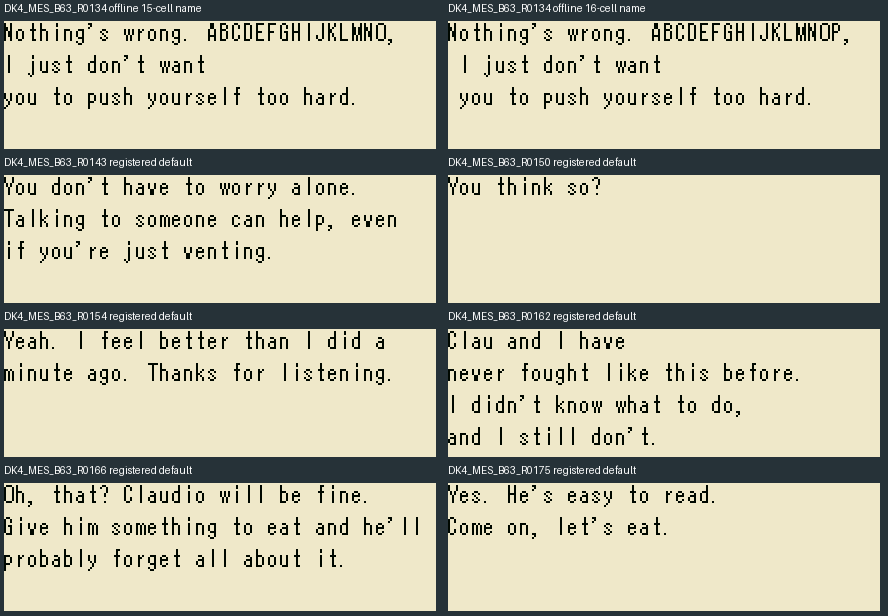 DK4_MES_B63_R0134 offline 15-cell name
Nothing's wrong. ABCDEFGHIJKLMNO,
I just don't want
you to push yourself too hard.
DK4_MES_B63_R0134 offline 16-cell name
Nothing's wrong. ABCDEFGHIJKLMNOP,
I just don't want
you to push yourself too hard.
DK4_MES_B63_R0143 registered default
You don't have to worry alone.
Talking to someone can help, even
if you're just venting.
DK4_MES_B63_R0150 registered default
You think so?
DK4_MES_B63_R0154 registered default
Yeah. I feel better than I did a
minute ago. Thanks for listening.
DK4_MES_B63_R0162 registered default
Clau and I have
never fought like this before.
I didn't know what to do,
and I still don't.
DK4_MES_B63_R0166 registered default
Oh, that? Claudio will be fine.
Give him something to eat and he'll
probably forget all about it.
DK4_MES_B63_R0175 registered default
Yes. He's easy to read.
Come on, let's eat.